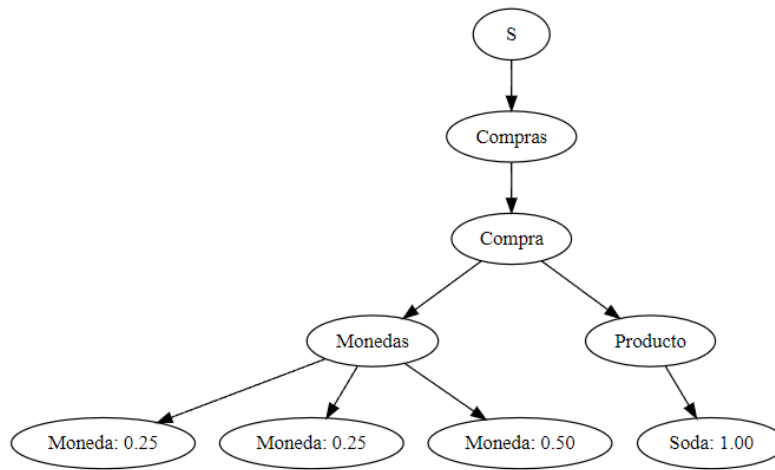 S
Compras
Compra
Monedas
Producto
Moneda: 0.25
Moneda: 0.25
Moneda: 0.50
Soda: 1.00